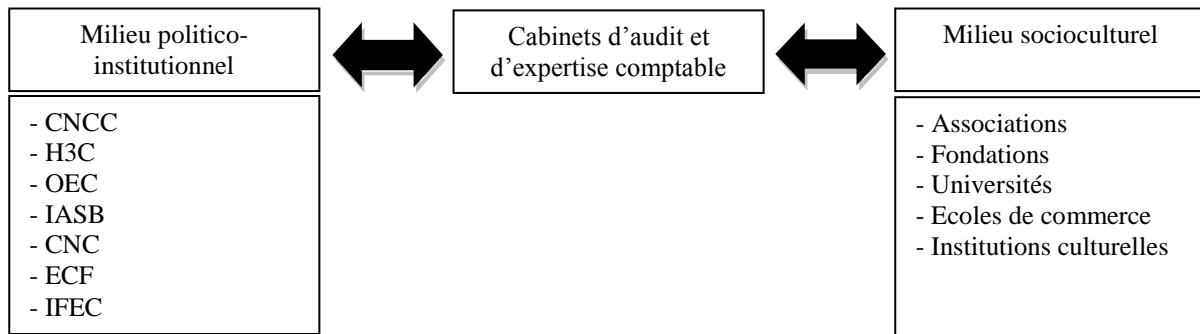 Milieu politico-
institutionnel
- CNCC
- H3C
- OEC
- IASB
- CNC
- ECF
- IFEC
Cabinets d’audit et
d’expertise comptable
Milieu socioculturel
- Associations
- Fondations
- Universités
- Ecoles de commerce
- Institutions culturelles